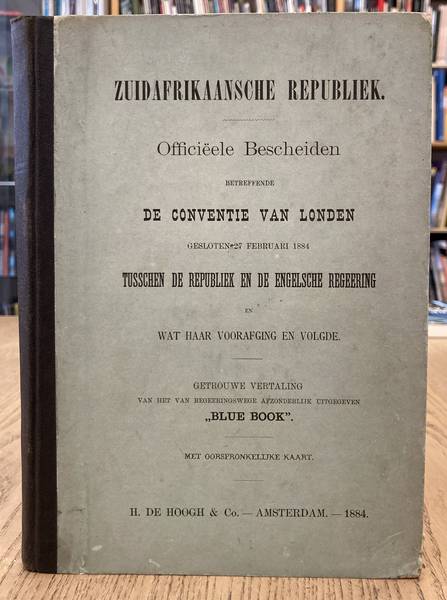 ZUIDAFRIKAANSCHE REPUBLIEK.
Officiëele Bescheiden
BETREFFENDE
DE CONVENTIE VAN LONDEN
GESLOTEN 27 FEBRUARI 1884
TUSSCHEN DE REPUBLIEK EN DE ENGELSCHE REGEERING
EN
WAT HAAR VOORAFGING EN VOLGDE.
GETROUWE VERTALING
VAN HET VAN REGEERINGSWEGE AFZONDERLIJK UITGEGEVEN
„BLUE BOOK”.
MET OORSPRONKELIJKE KAART.
H. DE HOOGH & Co. — AMSTERDAM. — 1884.